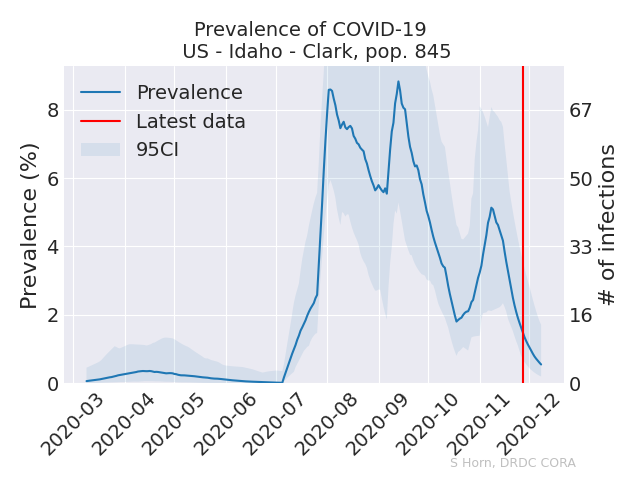 Prevalence of COVID-19
US - Idaho - Clark, pop. 845
Prevalence
Latest data
95CI
Prevalence (%)
8
6
4
2
0
67
50
33
16
0
# of infections
2020-03
2020-04
2020-05
2020-06
2020-07
2020-08
2020-09
2020-10
2020-11
2020-12
S Horn, DRDC CORA